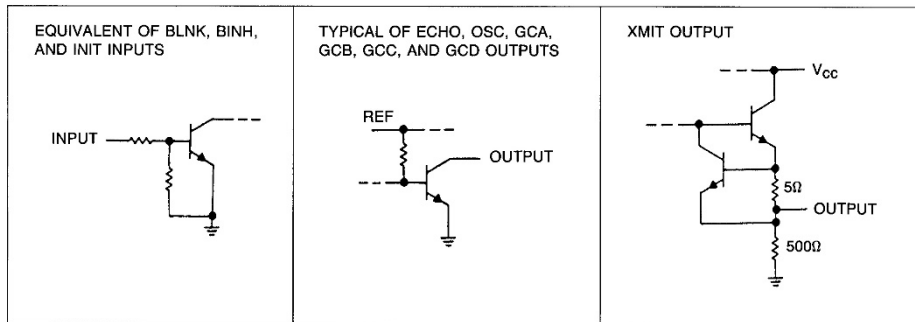 EQUIVALENT OF BLNK, BINH,
AND INIT INPUTS
INPUT
TYPICAL OF ECHO, OSC, GCA,
GCB, GCC, AND GCD OUTPUTS
REF
OUTPUT
XMIT OUTPUT
VCC
5Ω
OUTPUT
500Ω